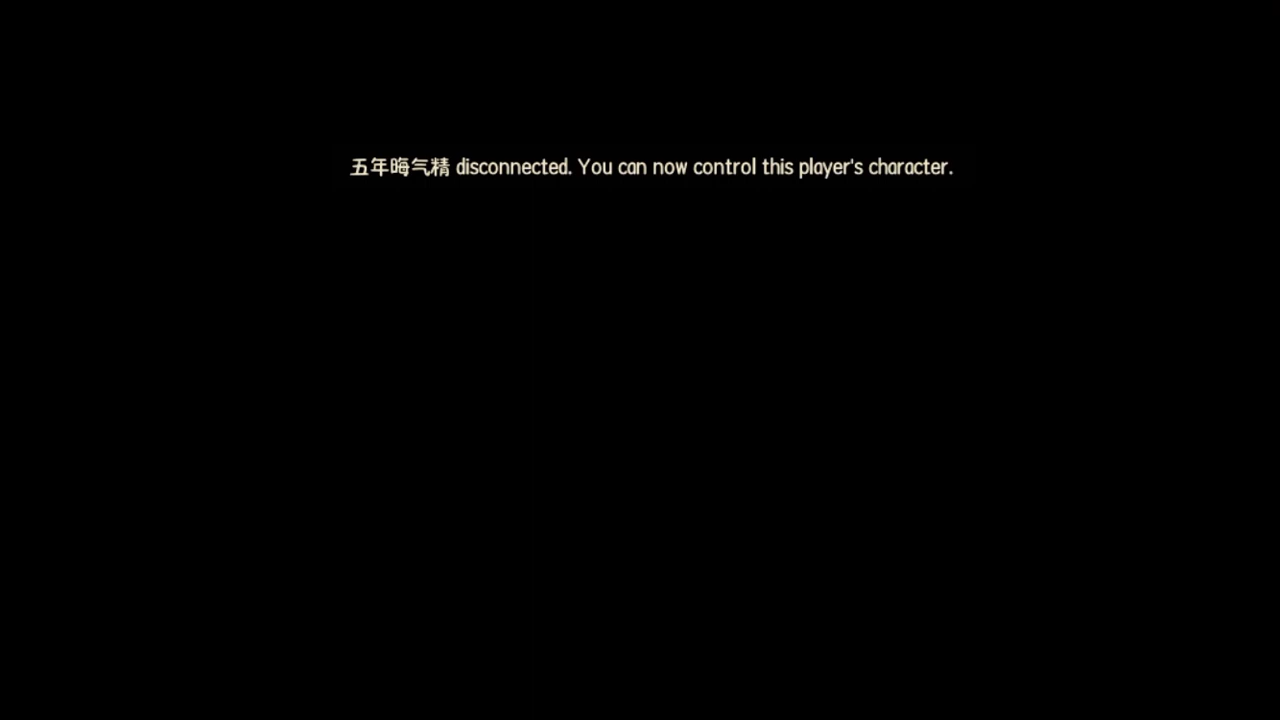 五年晦气精 disconnected. You can now control this player's character.